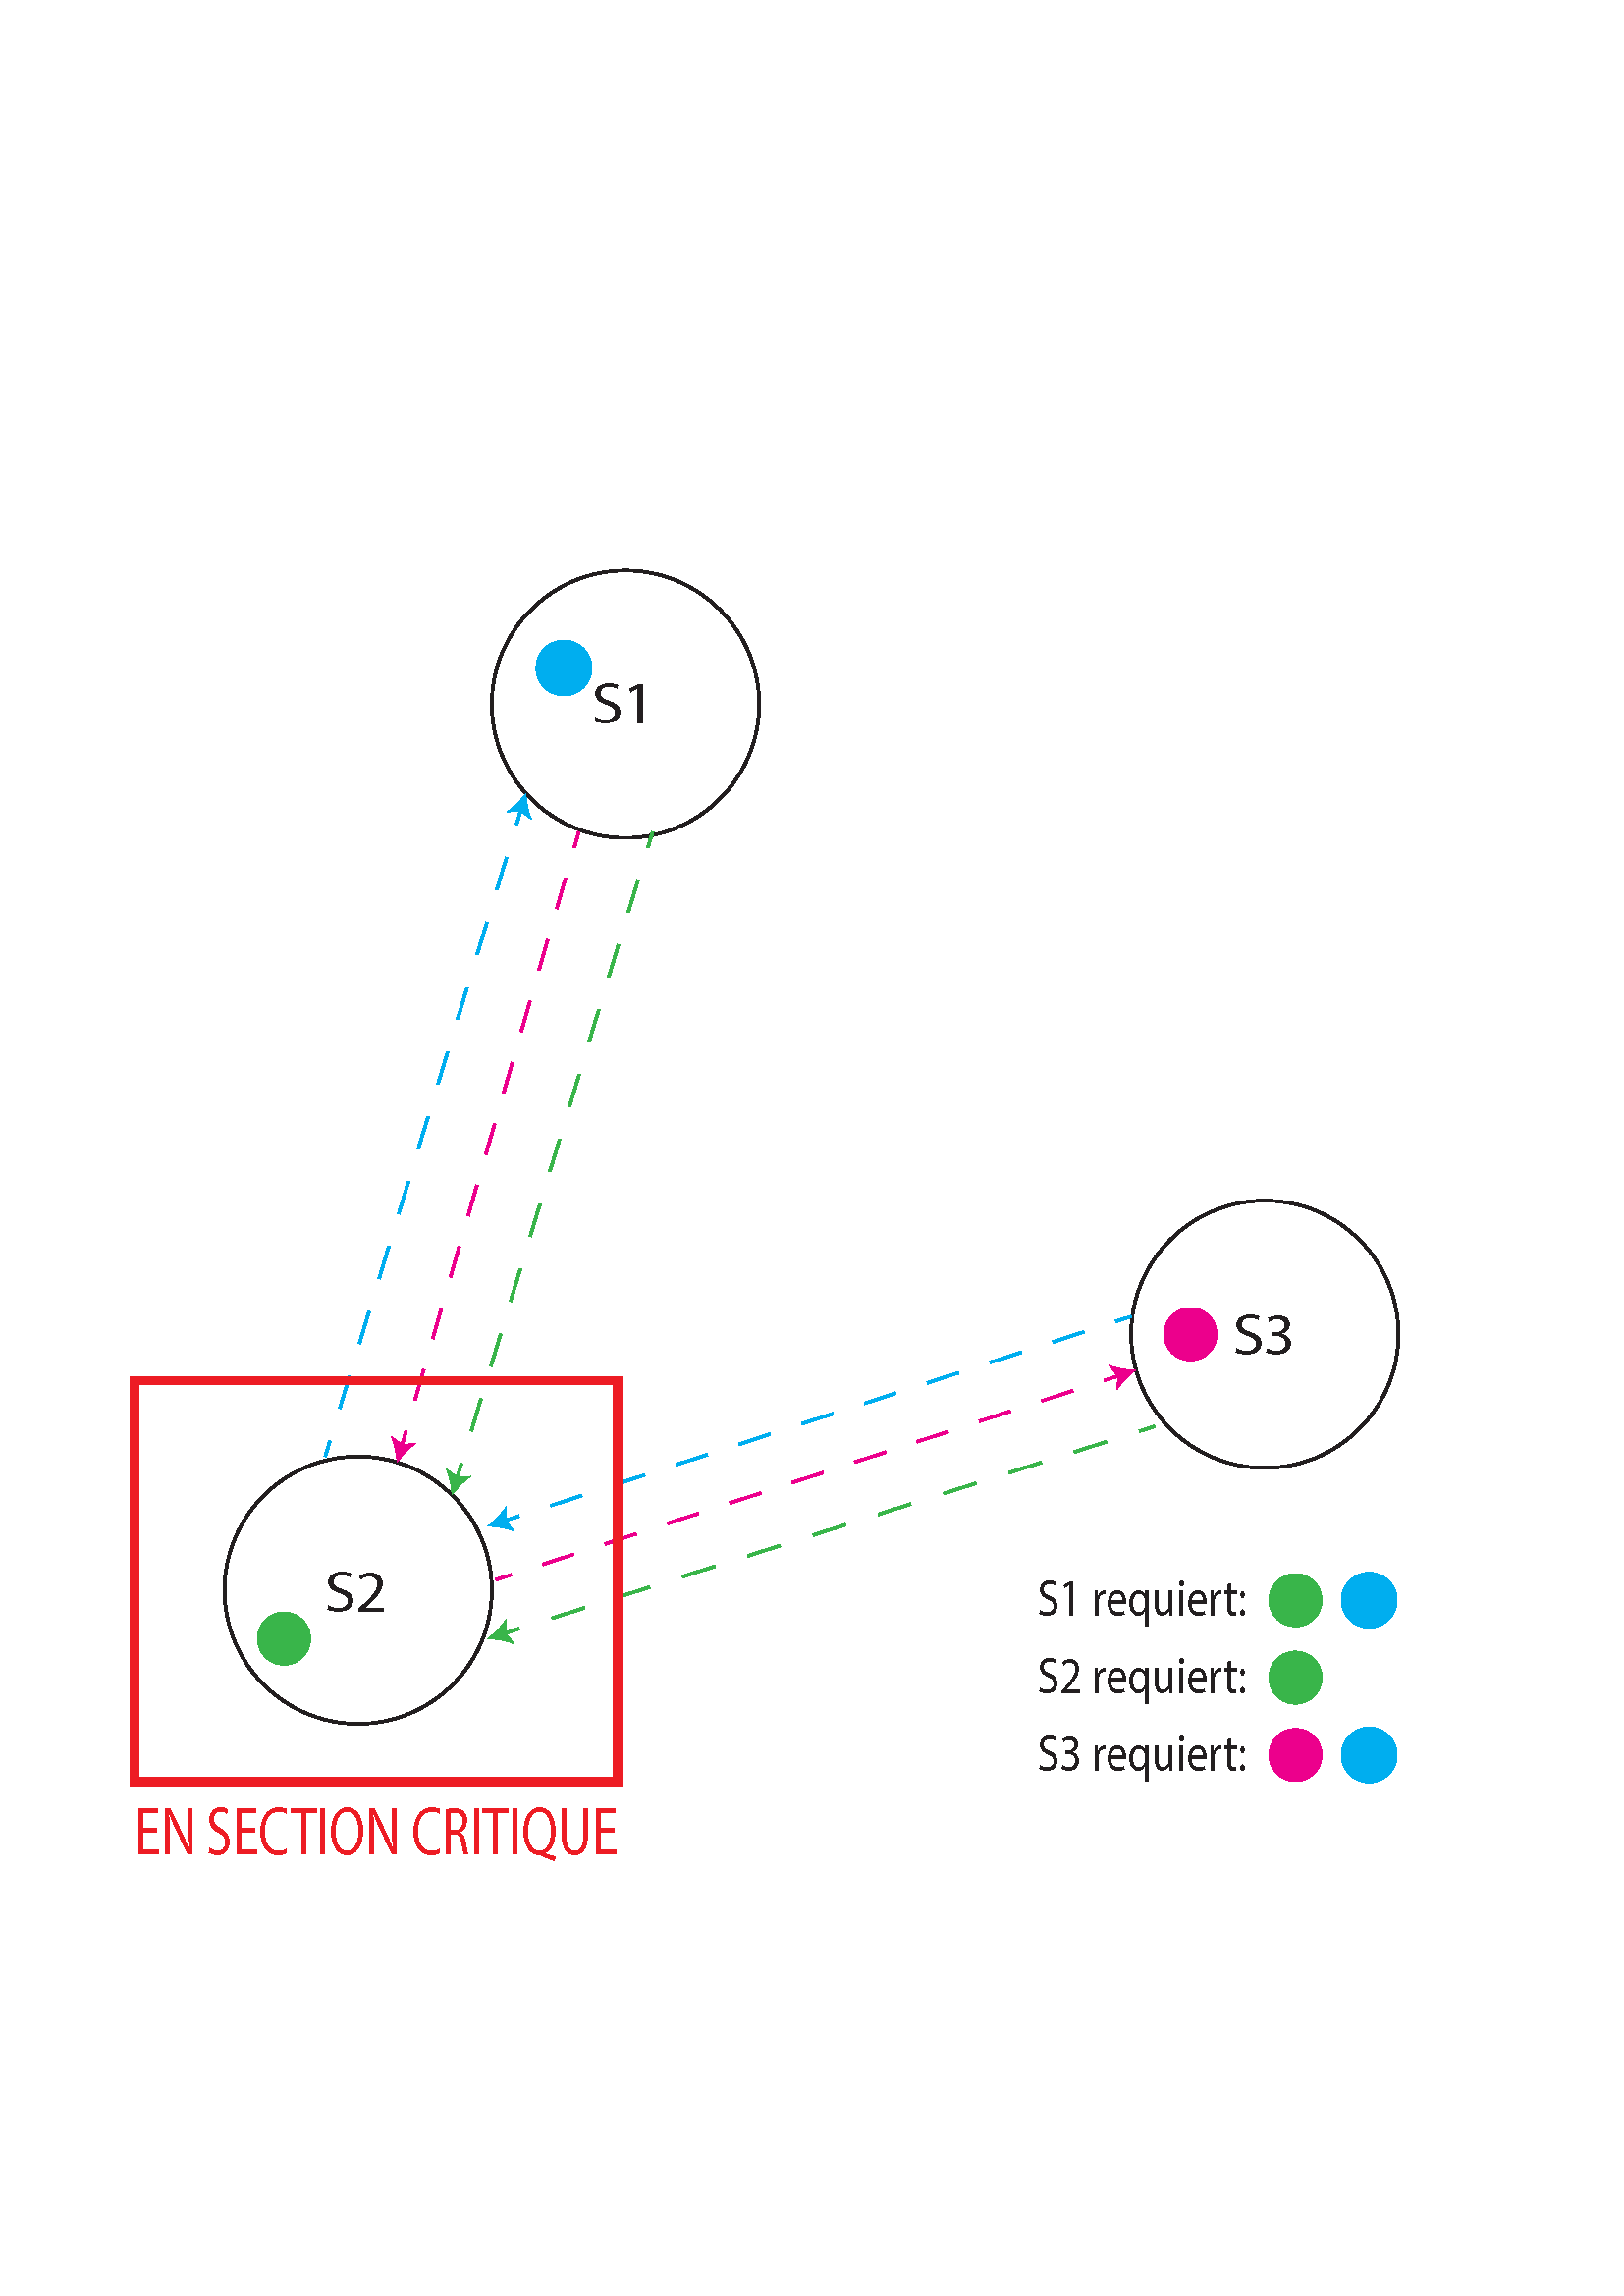 S1
S3
S2
S1 requiert:
S2 requiert:
S3 requiert:
EN SECTION CRITIQUE